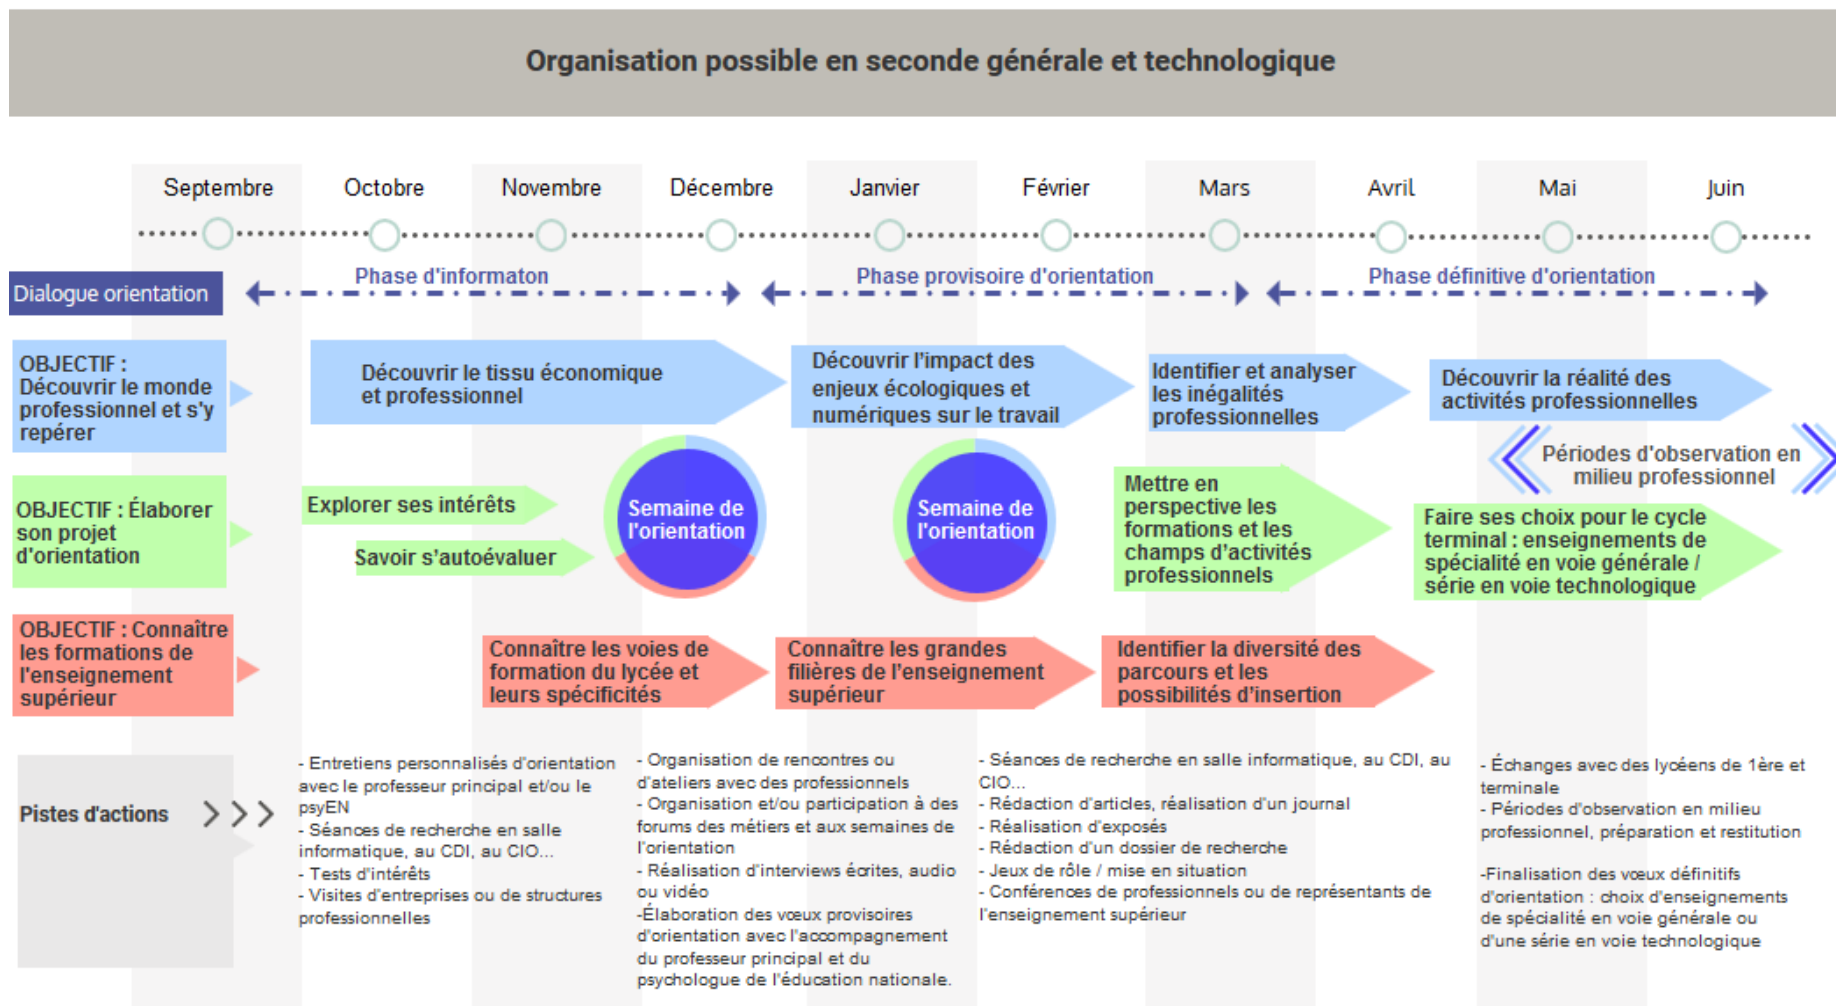 Organisation possible en seconde générale et technologique
Septembre
Octobre
Novembre
Décembre
Janvier
Février
Mars
Avril
Mai
Juin
Dialogue orientation
Phase d'informaton
Phase provisoire d'orientation
Phase définitive d'orientation
OBJECTIF :
Découvrir le monde
professionnel et s'y
repérer
Découvrir le tissu économique
et professionnel
Découvrir l'impact des
enjeux écologiques et
numériques sur le travail
Identifier et analyser
les inégalités
professionnelles
Découvrir la réalité des
activités professionnelles
Périodes d'observation en
milieu professionnel
OBJECTIF : Élaborer
son projet
d'orientation
Explorer ses intérêts
Savoir s'autoévaluer
Semaine de
l'orientation
Semaine de
l'orientation
Mettre en
perspective les
formations et les
champs d'activités
professionnels
Faire ses choix pour le cycle
terminal : enseignements de
spécialité en voie générale /
série en voie technologique
OBJECTIF : Connaître
les formations de
l'enseignement
supérieur
Connaître les voies de
formation du lycée et
leurs spécificités
Connaître les grandes
filières de l'enseignement
supérieur
Identifier la diversité des
parcours et les
possibilités d'insertion
Pistes d'actions
- Entretiens personnalisés d'orientation
avec le professeur principal et/ou le
psyEN
- Séances de recherche en salle
informatique, au CDI, au CIO...
- Tests d'intérêts
- Visites d'entreprises ou de structures
professionnelles
- Organisation de rencontres ou
d'ateliers avec des professionnels
- Organisation et/ou participation à des
forums des métiers et aux semaines de
l'orientation
- Réalisation d'interviews écrites, audio
ou vidéo
-Élaboration des vœux provisoires
d'orientation avec l'accompagnement
du professeur principal et du
psychologue de l'éducation nationale.
- Séances de recherche en salle informatique, au CDI, au
CIO...
- Rédaction d'articles, réalisation d'un journal
- Réalisation d'exposés
- Rédaction d'un dossier de recherche
- Jeux de rôle / mise en situation
- Conférences de professionnels ou de représentants de
l'enseignement supérieur
- Échanges avec des lycéens de 1ère et
terminale
- Périodes d'observation en milieu
professionnel, préparation et restitution
-Finalisation des vœux définitifs
d'orientation : choix d'enseignements
de spécialité en voie générale ou
d'une série en voie technologique